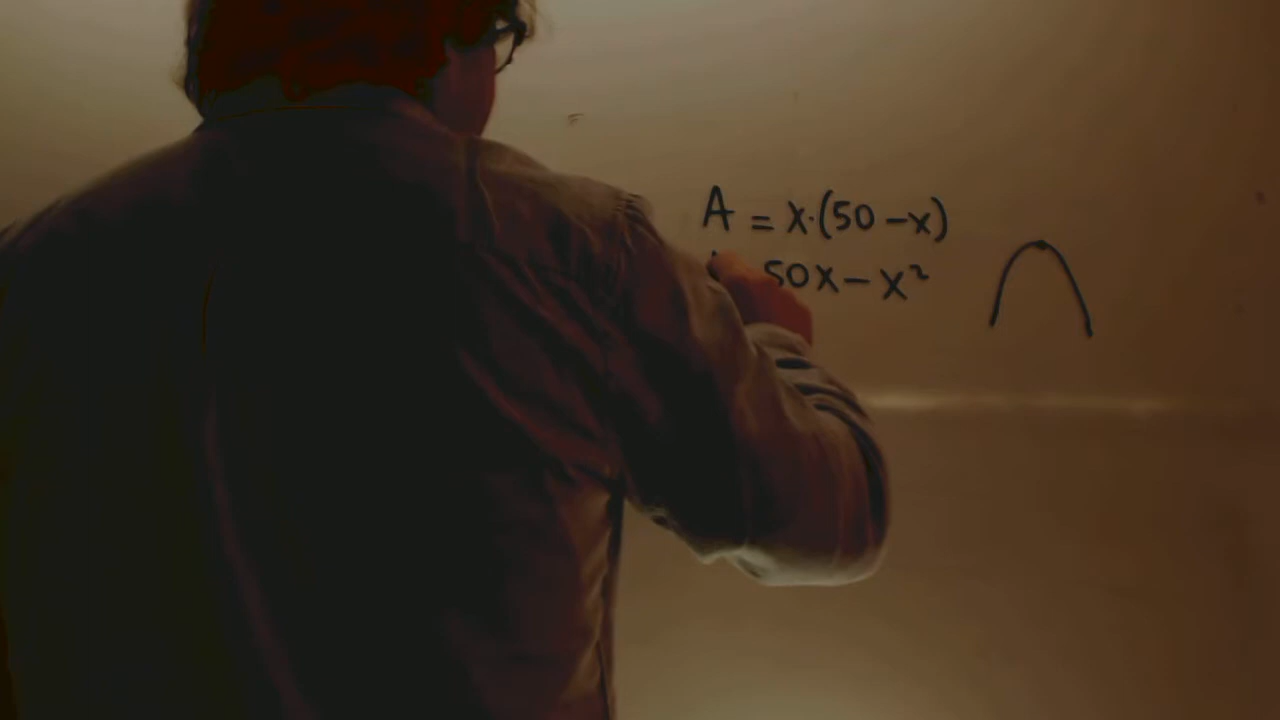 A = x·(50-x)
50x-x²